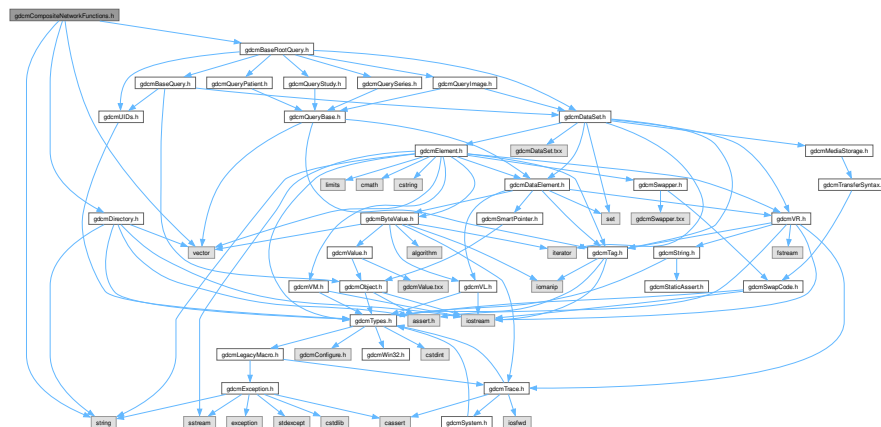 gdcmCompositeNetworkFunctions.h
gdcmBaseRootQuery.h
gdcmBaseQuery.h
gdcmQueryPatient.h
gdcmQueryStudy.h
gdcmQuerySeries.h
gdcmQueryImage.h
gdcmUIDs.h
gdcmQueryBase.h
gdcmDataSet.h
gdcmElement.h
gdcmDataSet.txx
gdcmMediaStorage.h
limits
cmath
cstring
gdcmDataElement.h
gdcmSwapper.h
gdcmTransferSyntax.h
gdcmDirectory.h
gdcmByteValue.h
gdcmSmartPointer.h
set
gdcmSwapper.txx
gdcmVR.h
vector
gdcmValue.h
algorithm
iterator
gdcmTag.h
gdcmString.h
fstream
gdcmVM.h
gdcmObject.h
gdcmValue.txx
gdcmVL.h
iomanip
gdcmStaticAssert.h
gdcmSwapCode.h
gdcmTypes.h
assert.h
iostream
gdcmLegacyMacro.h
gdcmConfigure.h
gdcmWin32.h
cstdint
gdcmException.h
gdcmTrace.h
string
sstream
exception
stdexcept
cstdlib
cassert
gdcmSystem.h
iosfwd